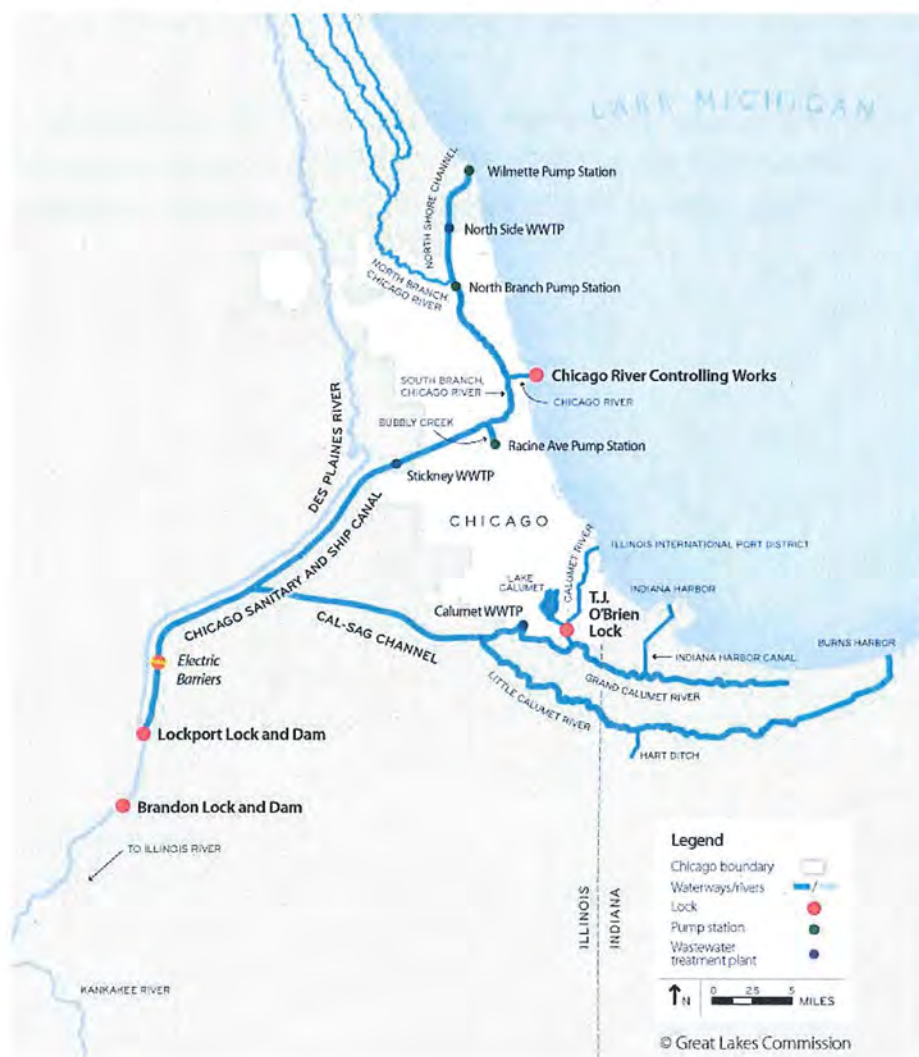 LAKE MICHIGAN
Wilmette Pump Station
NORTH SHORE CHANNEL
North Side WWTP
NORTH BRANCH,
CHICAGO RIVER
North Branch Pump Station
Chicago River Controlling Works
SOUTH BRANCH,
CHICAGO RIVER
CHICAGO RIVER
BUBBLY CREEK
Racine Ave Pump Station
DES PLAINES RIVER
Stickney WWTP
CHICAGO SANITARY AND SHIP CANAL
CHICAGO
CALUMET RIVER
ILLINOIS INTERNATIONAL PORT DISTRICT
LAKE
CALUMET
INDIANA HARBOR
T.J.
O'BRIEN
Lock
Calumet WWTP
CAL-SAG CHANNEL
BURNS HARBOR
INDIANA HARBOR CANAL
Electric
Barriers
GRAND CALUMET RIVER
LITTLE CALUMET RIVER
Lockport Lock and Dam
HART DITCH
Brandon Lock and Dam
TO ILLINOIS RIVER
ILLINOIS
INDIANA
Legend
Chicago boundary
Waterways/rivers
/
Lock
Pump station
Wastewater
treatment plant
N
0 2.5 5
MILES
KANKAKEE RIVER
© Great Lakes Commission